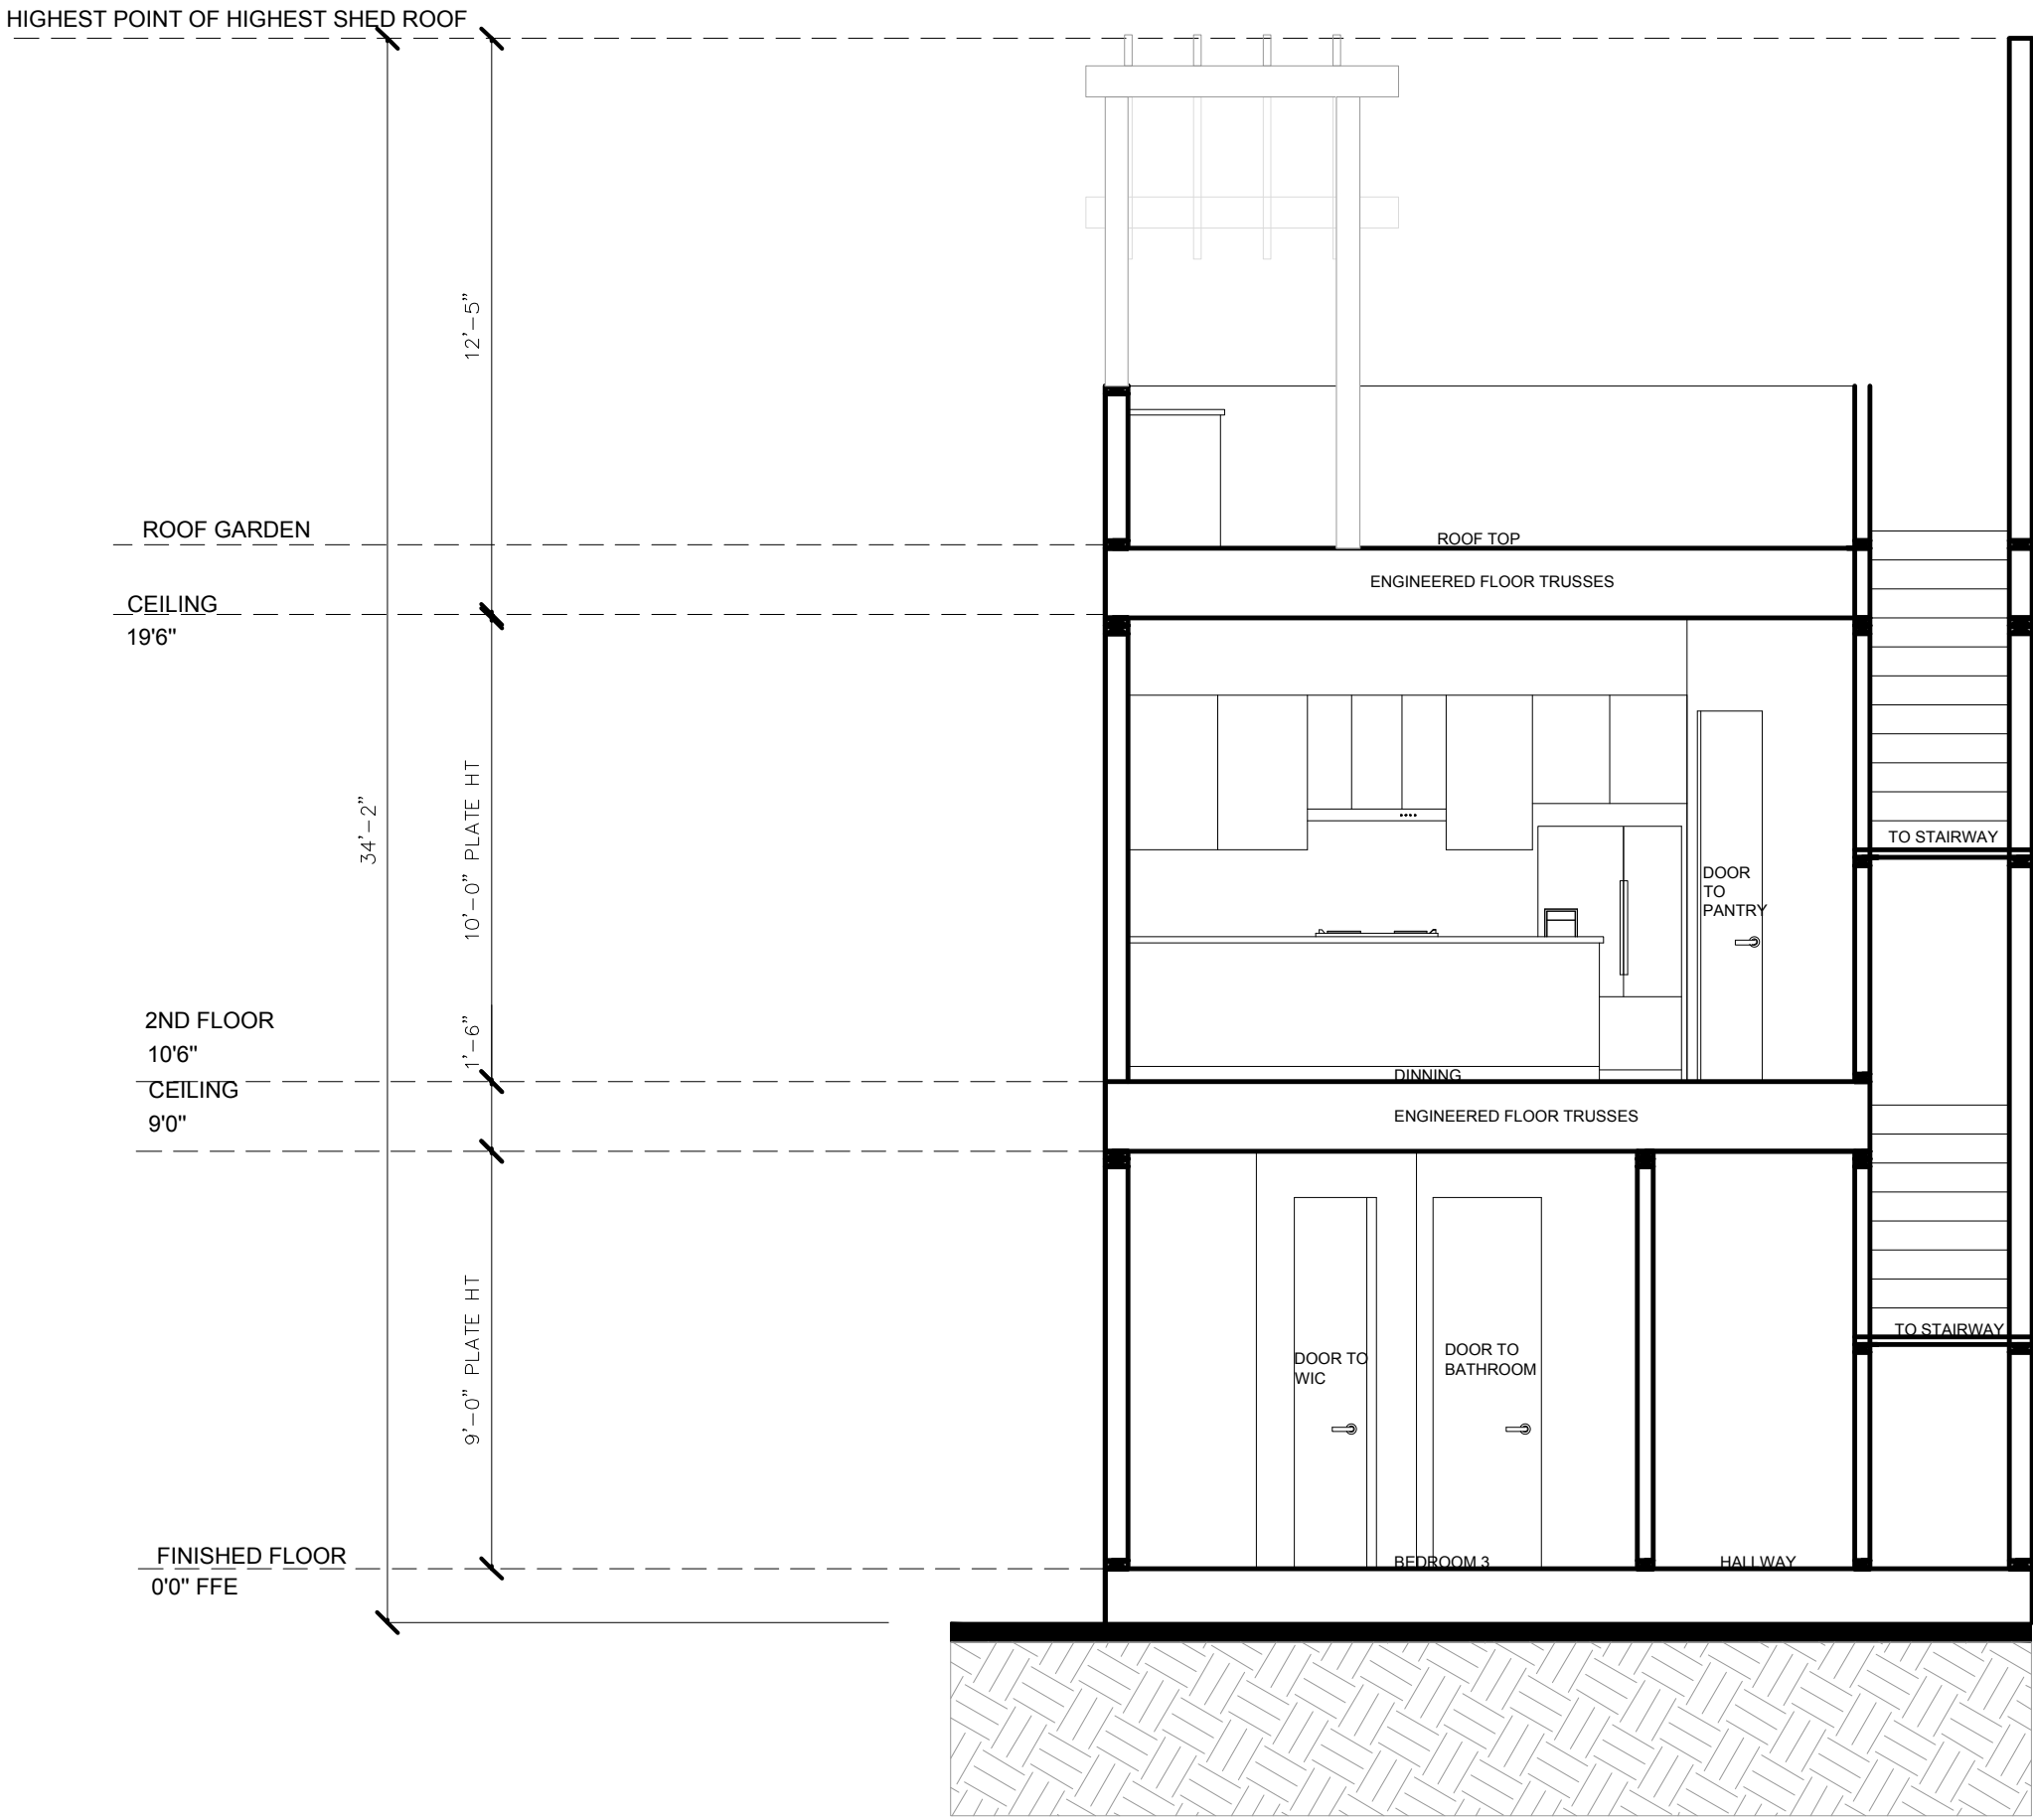 HIGHEST POINT OF HIGHEST SHED ROOF
12'-5"
ROOF GARDEN
ROOF TOP
ENGINEERED FLOOR TRUSSES
CEILING
19'6"
34'-2"
10'-0" PLATE HT
TO STAIRWAY
DOOR
TO
PANTRY
2ND FLOOR
10'6"
1'-6"
DINNING
CEILING
9'0"
ENGINEERED FLOOR TRUSSES
9'-0" PLATE HT
TO STAIRWAY
DOOR TO
WIC
DOOR TO
BATHROOM
FINISHED FLOOR
0'0" FFE
BEDROOM 3
HALLWAY